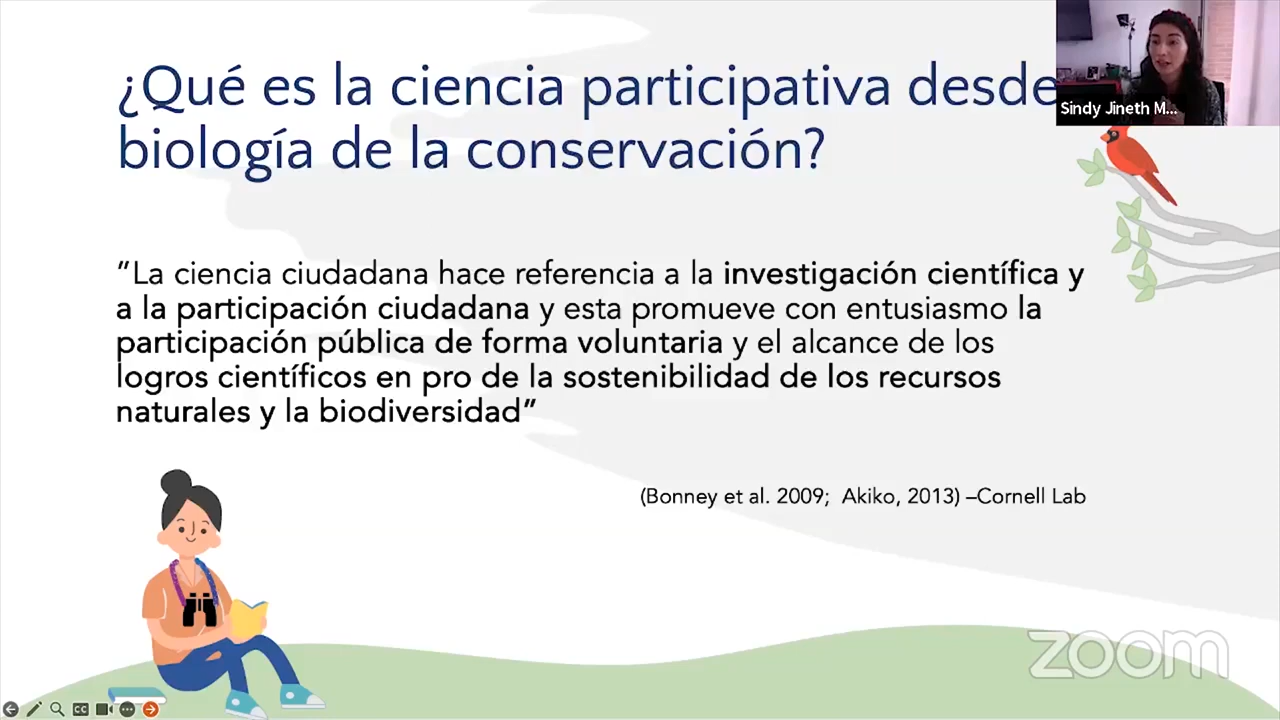 ¿Qué es la ciencia participativa desde
biología de la conservación?
Sindy Jineth M...
“La ciencia ciudadana hace referencia a la investigación científica y
a la participación ciudadana y esta promueve con entusiasmo la
participación pública de forma voluntaria y el alcance de los
logros científicos en pro de la sostenibilidad de los recursos
naturales y la biodiversidad”
(Bonney et al. 2009;  Akiko, 2013) –Cornell Lab
zoom
CC